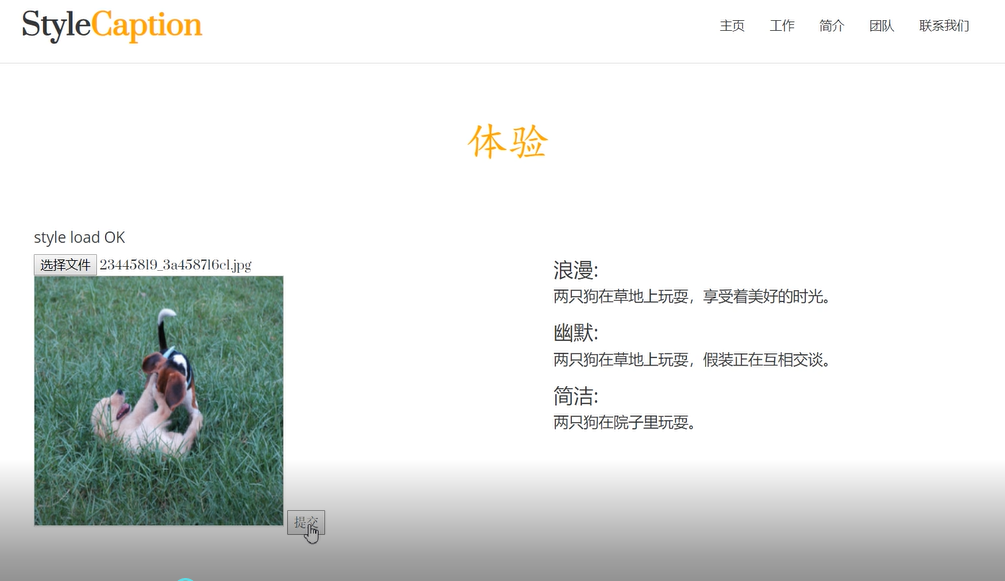 StyleCaption
主页 工作 简介 团队 联系我们
体验
style load OK
选择文件 23445819_3a458716c1.jpg
浪漫:
两只狗在草地上玩耍，享受着美好的时光。
幽默:
两只狗在草地上玩耍，假装正在互相交谈。
简洁:
两只狗在院子里玩耍。
提交